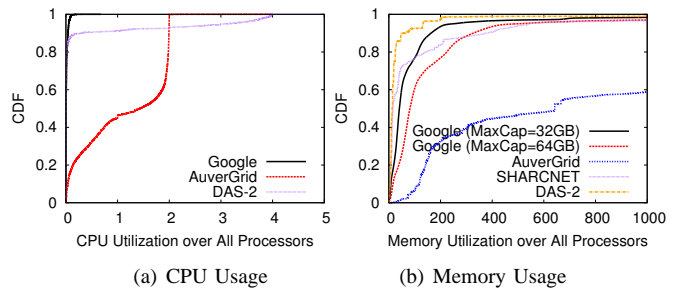 1
0.8
0.6
0.4
0.2
0
CDF
Google
AuverGrid
DAS-2
0 1 2 3 4 5
CPU Utilization over All Processors
(a) CPU Usage
1
0.8
0.6
0.4
0.2
0
CDF
Google (MaxCap=32GB)
Google (MaxCap=64GB)
AuverGrid
SHARCNET
DAS-2
0 200 400 600 800 1000
Memory Utilization over All Processors
(b) Memory Usage